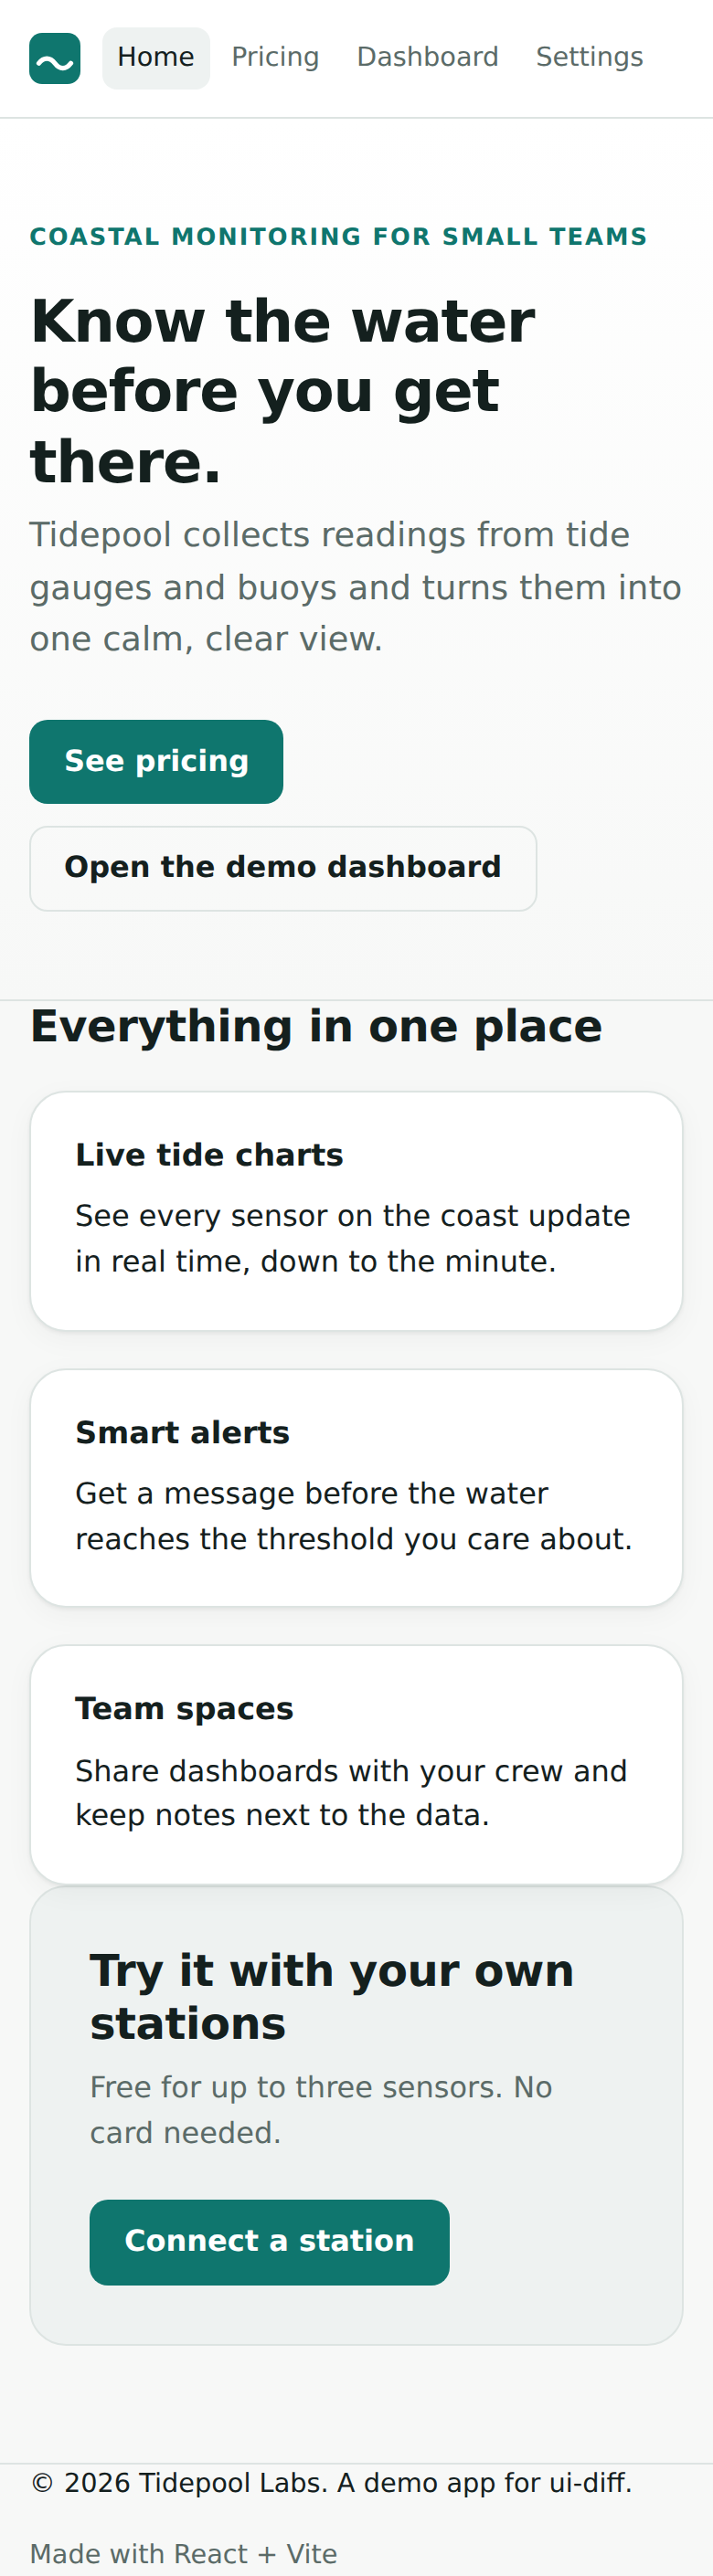 Home Pricing Dashboard Settings
COASTAL MONITORING FOR SMALL TEAMS
Know the water
before you get
there.
Tidepool collects readings from tide
gauges and buoys and turns them into
one calm, clear view.
See pricing
Open the demo dashboard
Everything in one place
Live tide charts
See every sensor on the coast update
in real time, down to the minute.
Smart alerts
Get a message before the water
reaches the threshold you care about.
Team spaces
Share dashboards with your crew and
keep notes next to the data.
Try it with your own
stations
Free for up to three sensors. No
card needed.
Connect a station
© 2026 Tidepool Labs. A demo app for ui-diff.
Made with React + Vite